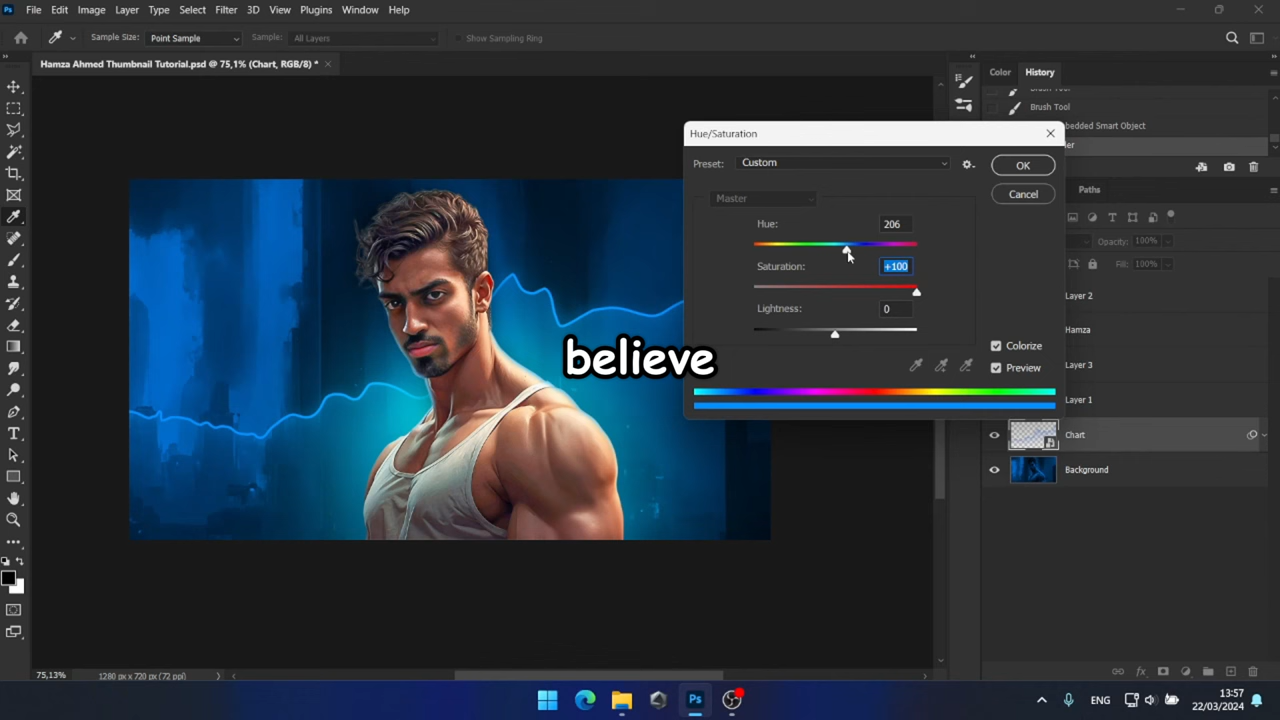 Ps File Edit Image Layer Type Select Filter 3D View Plugins Window Help
Sample Size: Point Sample Sample: All Layers Show Sampling Ring
Hamza Ahmed Thumbnail Tutorial.psd @ 75,1% (Chart, RGB/8) * ×
Color History
Brush Tool
Brush Tool
bedded Smart Object
Hue/Saturation
Preset: Custom
OK
Cancel
Master
Hue: 206
Saturation: +100
Lightness: 0
Colorize
Preview
Paths
Opacity: 100%
Fill: 100%
Layer 2
Hamza
Layer 3
Layer 1
Chart
Background
believe
75,13% 1280 px x 720 px (72 ppi)
Ps
ENG
13:57
22/03/2024